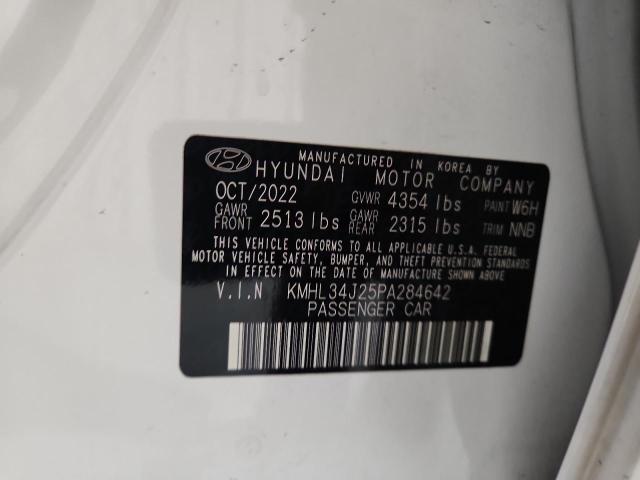 MANUFACTURED IN KOREA BY
HYUNDAI MOTOR COMPANY
OCT/2022 GVWR 4354 lbs PAINT W6H
GAWR FRONT 2513 lbs GAWR REAR 2315 lbs TRIM NNB
THIS VEHICLE CONFORMS TO ALL APPLICABLE U.S.A. FEDERAL
MOTOR VEHICLE SAFETY, BUMPER, AND THEFT PREVENTION STANDARDS
IN EFFECT ON THE DATE OF MANUFACTURE SHOWN ABOVE.
V.I.N KMHL34J25PA284642
PASSENGER CAR